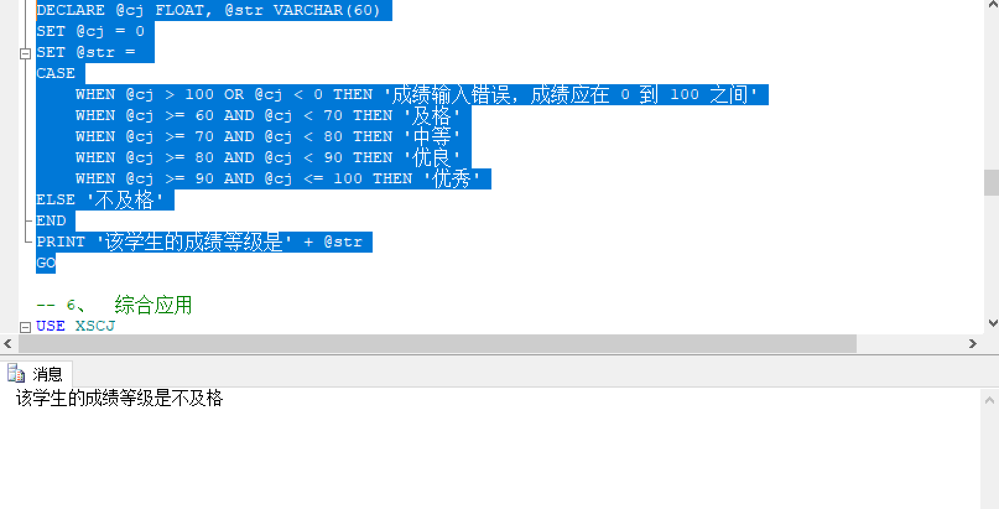 DECLARE @cj FLOAT, @str VARCHAR(60)
SET @cj = 0
SET @str =
CASE
    WHEN @cj > 100 OR @cj < 0 THEN '成绩输入错误，成绩应在 0 到 100 之间'
    WHEN @cj >= 60 AND @cj < 70 THEN '及格'
    WHEN @cj >= 70 AND @cj < 80 THEN '中等'
    WHEN @cj >= 80 AND @cj < 90 THEN '优良'
    WHEN @cj >= 90 AND @cj <= 100 THEN '优秀'
ELSE '不及格'
END
PRINT '该学生的成绩等级是' + @str
GO
-- 6、  综合应用
USE XSCJ
消息
该学生的成绩等级是不及格